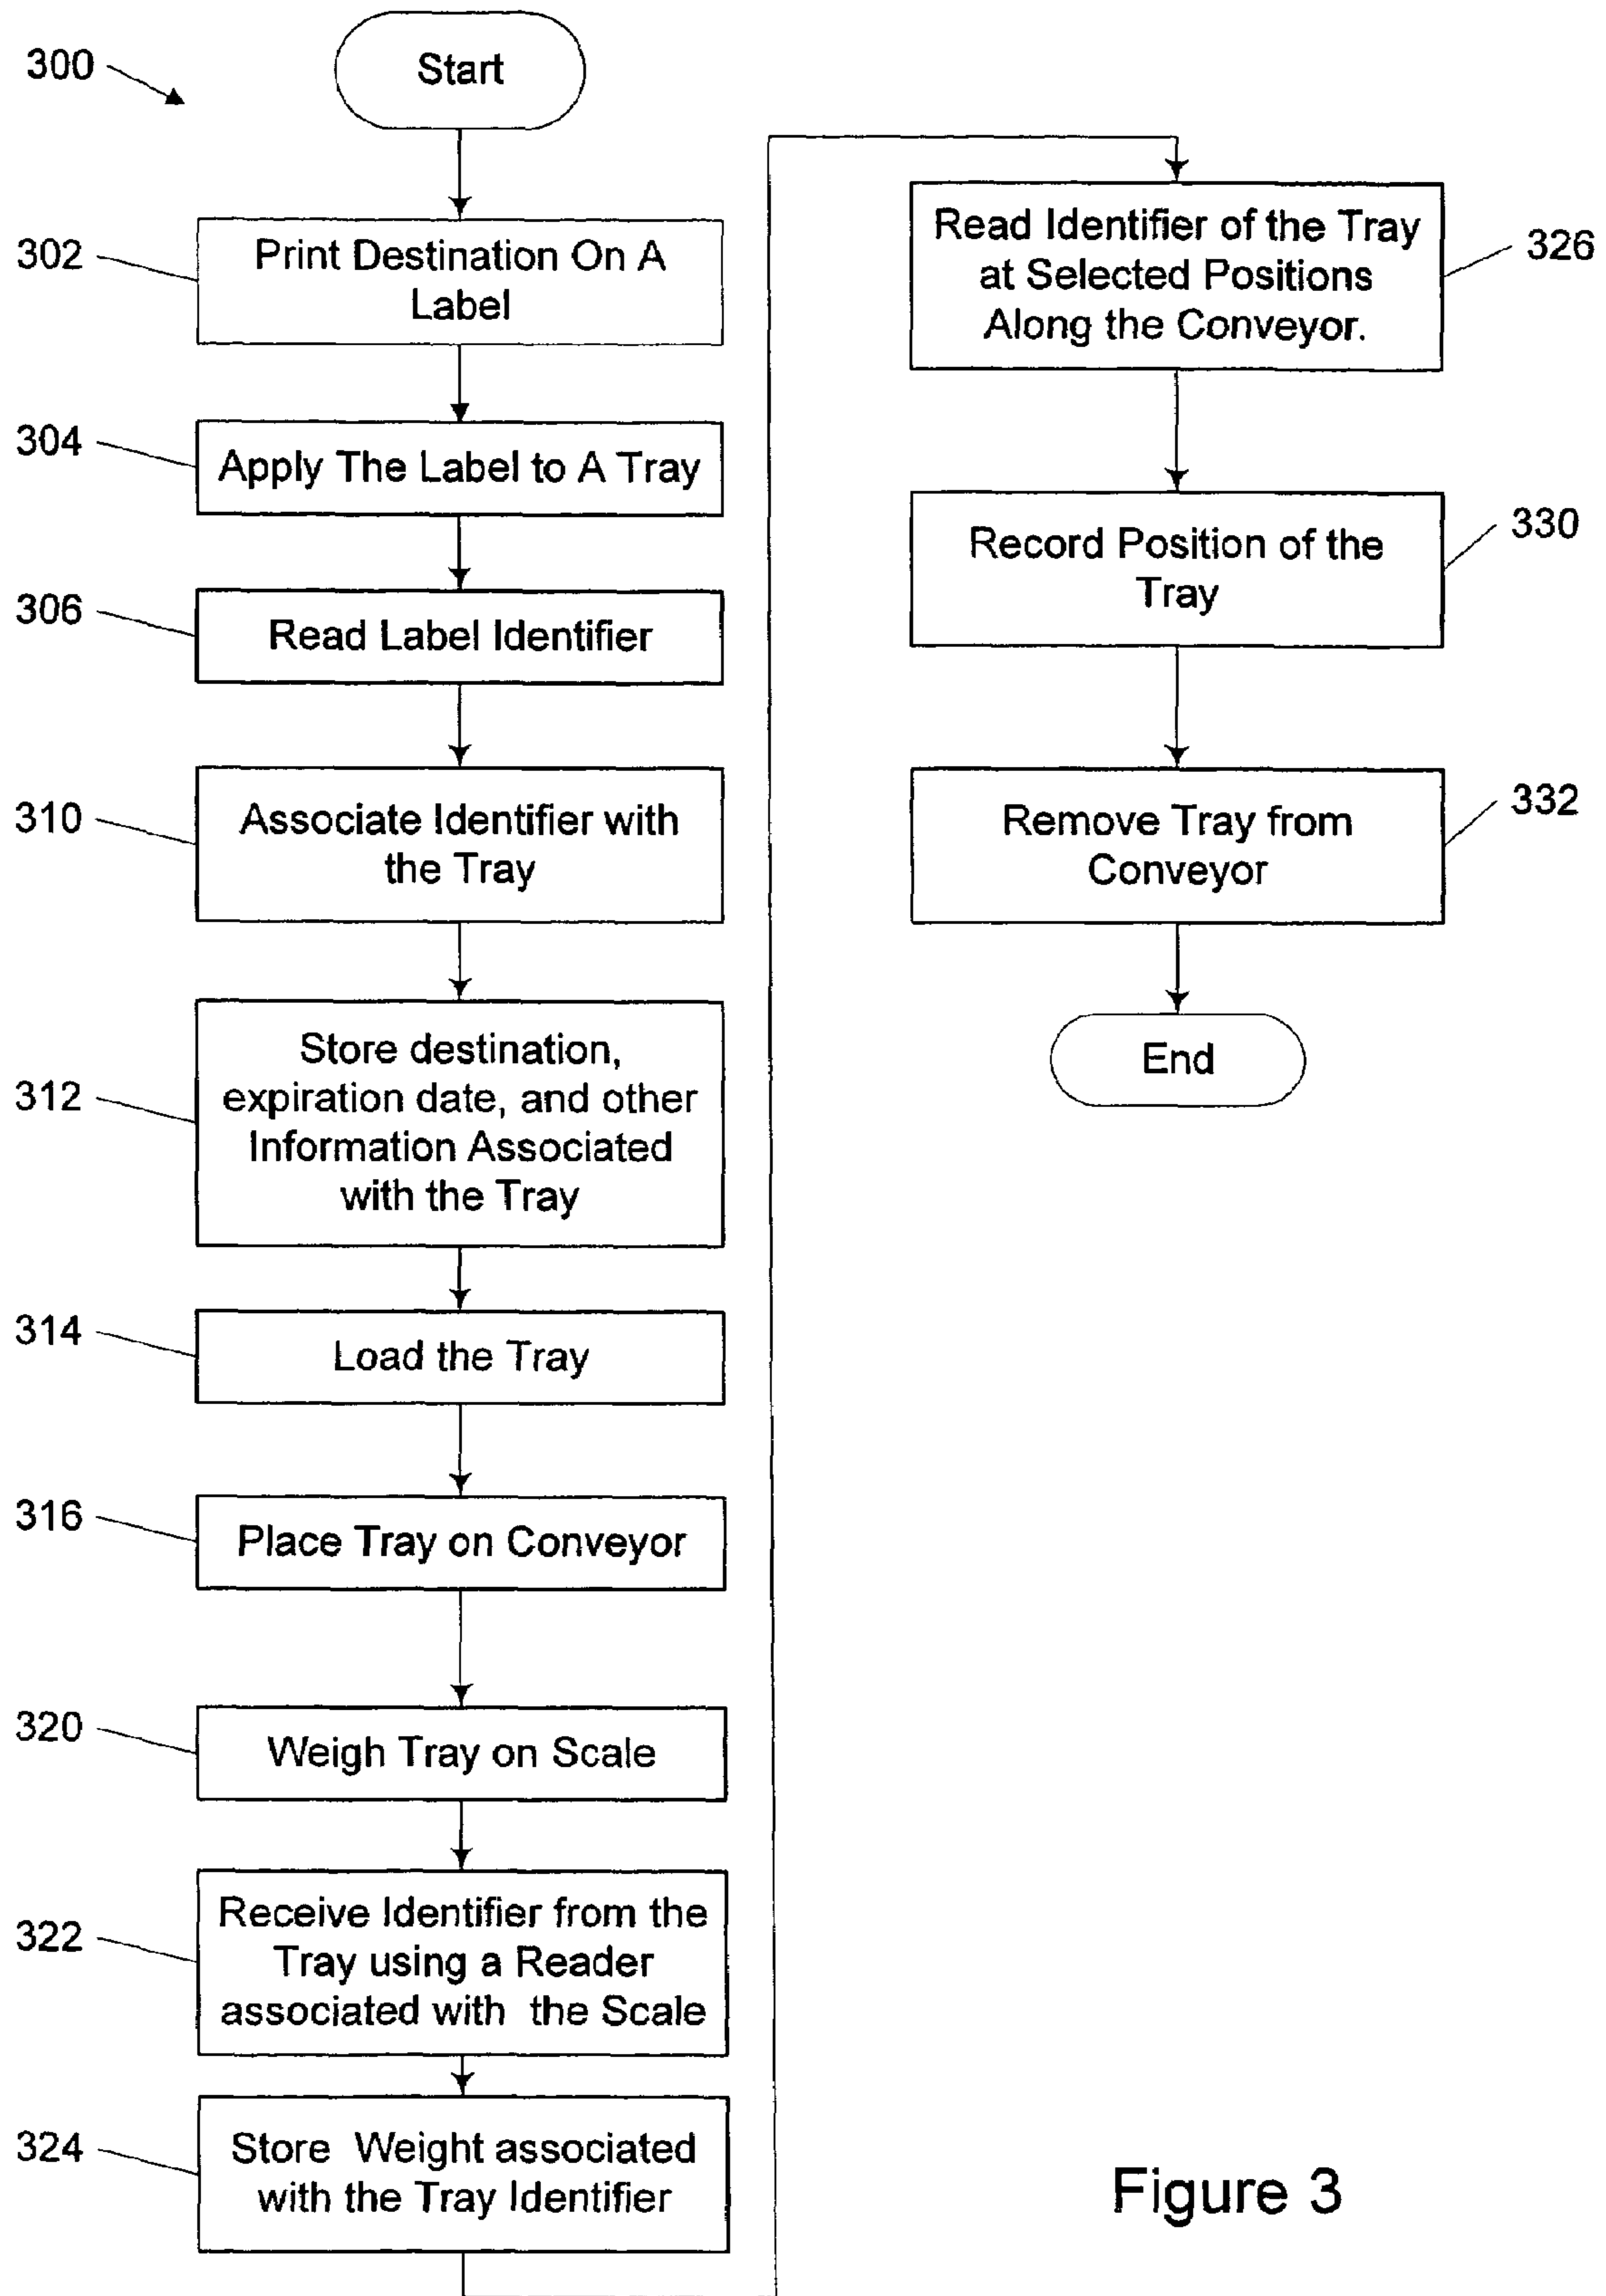 300
Start
302
Print Destination On A
Label
304
Apply The Label to A Tray
306
Read Label Identifier
310
Associate Identifier with
the Tray
312
Store destination,
expiration date, and other
Information Associated
with the Tray
314
Load the Tray
316
Place Tray on Conveyor
320
Weigh Tray on Scale
322
Receive Identifier from the
Tray using a Reader
associated with the Scale
324
Store Weight associated
with the Tray Identifier
Read Identifier of the Tray
at Selected Positions
Along the Conveyor.
326
Record Position of the
Tray
330
Remove Tray from
Conveyor
332
End
Figure 3